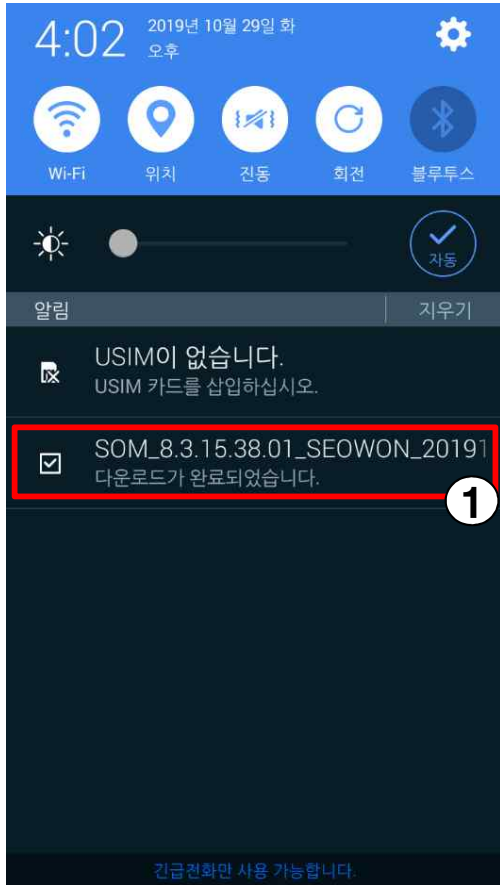 4:02 2019년 10월 29일 화
오후
Wi-Fi 위치 진동 회전 블루투스
자동
알림 지우기
USIM이 없습니다.
USIM 카드를 삽입하십시오.
SOM_8.3.15.38.01_SEOWON_20191
다운로드가 완료되었습니다.
1
긴급전화만 사용 가능합니다.